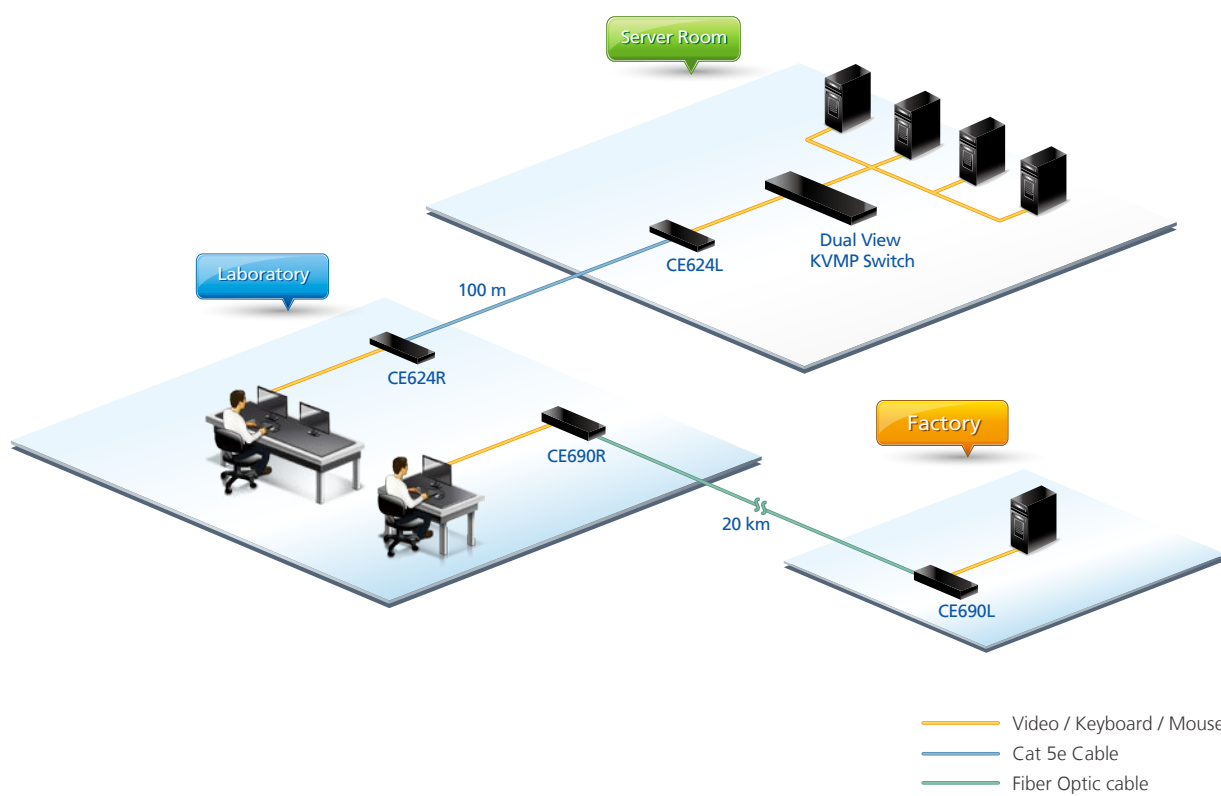 Server Room
Dual View
KVMP Switch
CE624L
Laboratory
100 m
CE624R
CE690R
Factory
20 km
CE690L
Video / Keyboard / Mouse
Cat 5e Cable
Fiber Optic cable